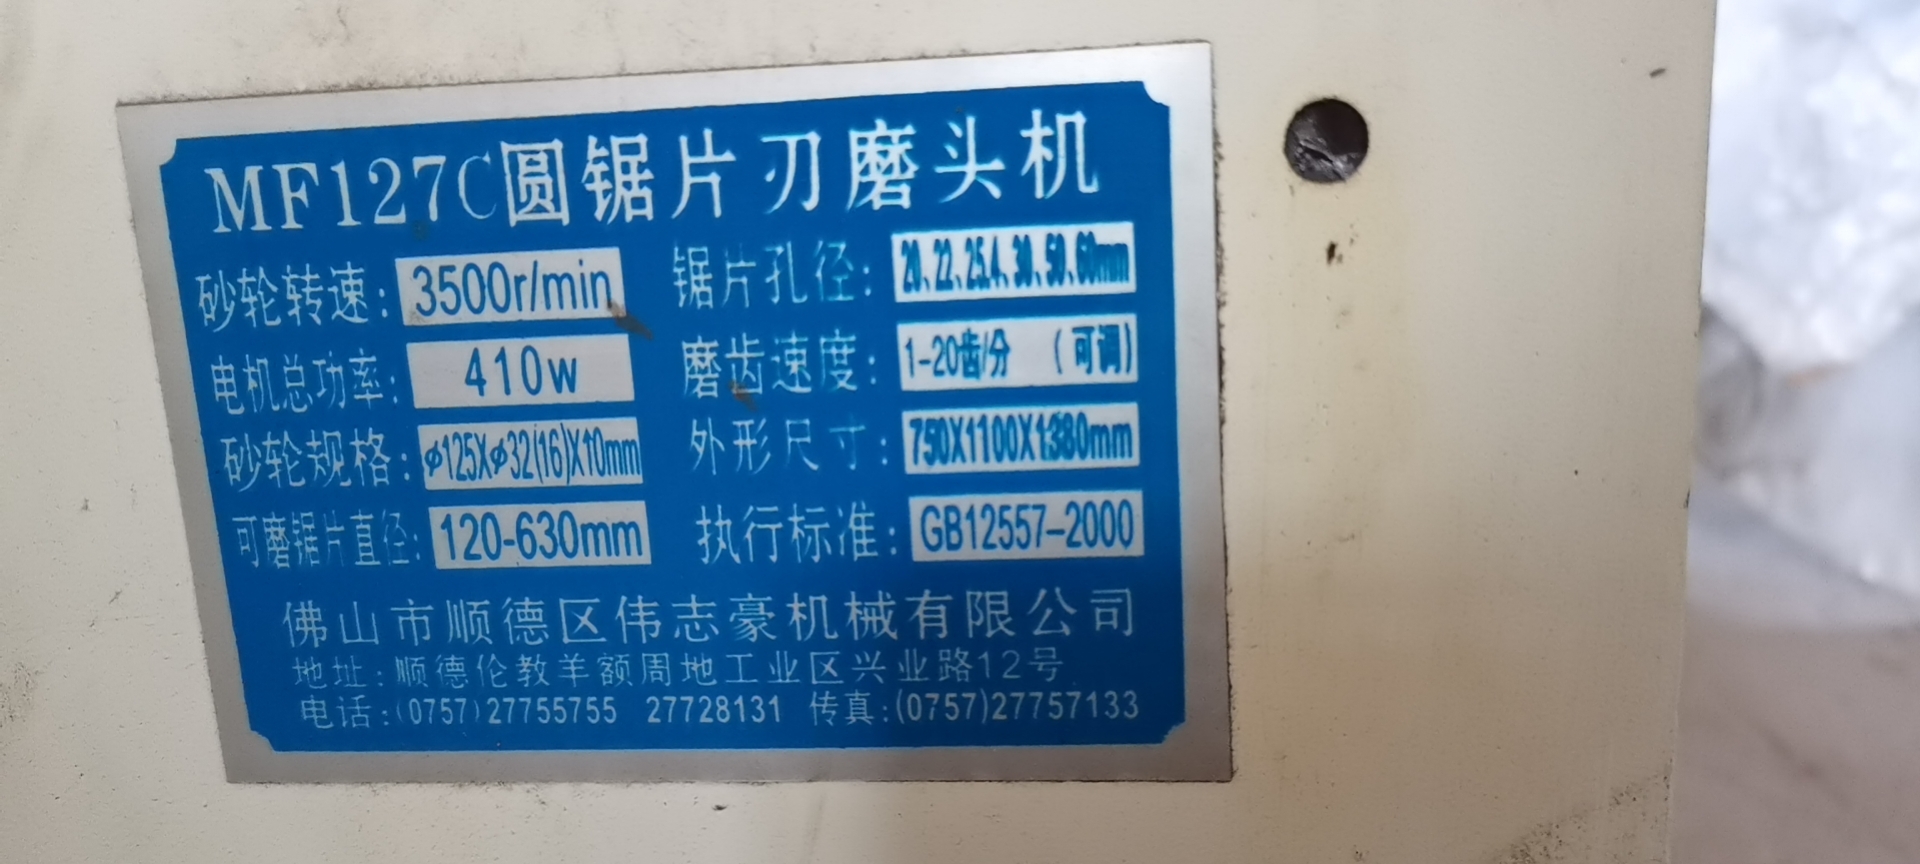 MF127C圆锯片刃磨头机
砂轮转速: 3500r/min 锯片孔径: 20、22、25.4、30、50、60mm
电机总功率: 410w 磨齿速度: 1-20齿/分 (可调)
砂轮规格: φ125Xφ32(16)X10mm 外形尺寸: 750X1100X1380mm
可磨锯片直径: 120-630mm 执行标准: GB12557-2000
佛山市顺德区伟志豪机械有限公司
地址: 顺德伦教羊额周地工业区兴业路12号
电话: (0757)27755755 27728131 传真: (0757)27757133